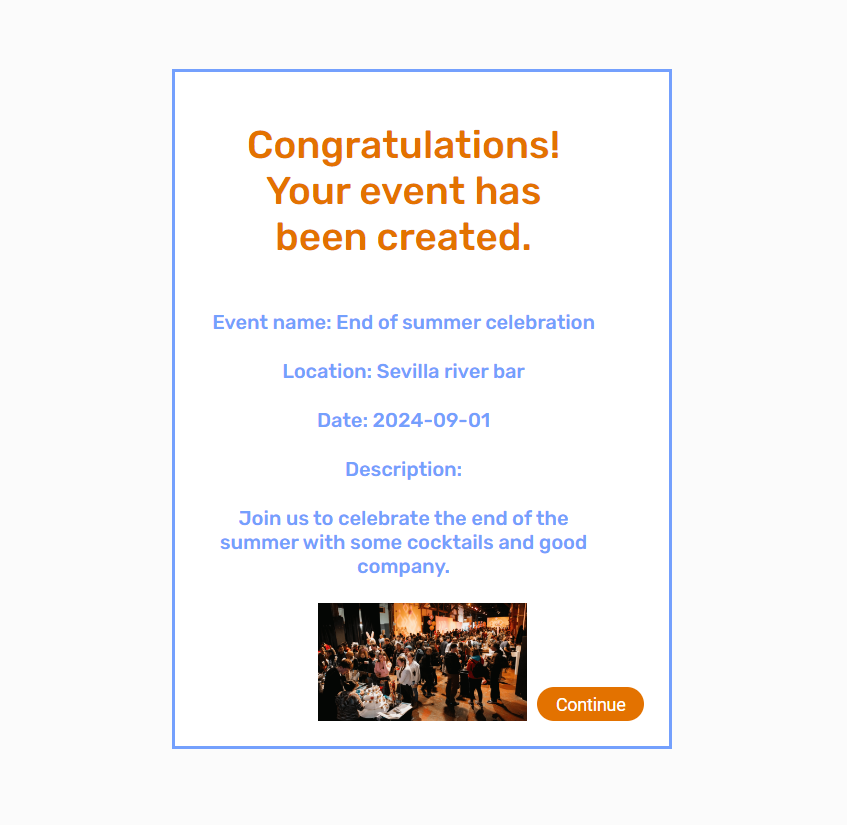 Congratulations!
Your event has
been created.
Event name: End of summer celebration
Location: Sevilla river bar
Date: 2024-09-01
Description:
Join us to celebrate the end of the
summer with some cocktails and good
company.
Continue